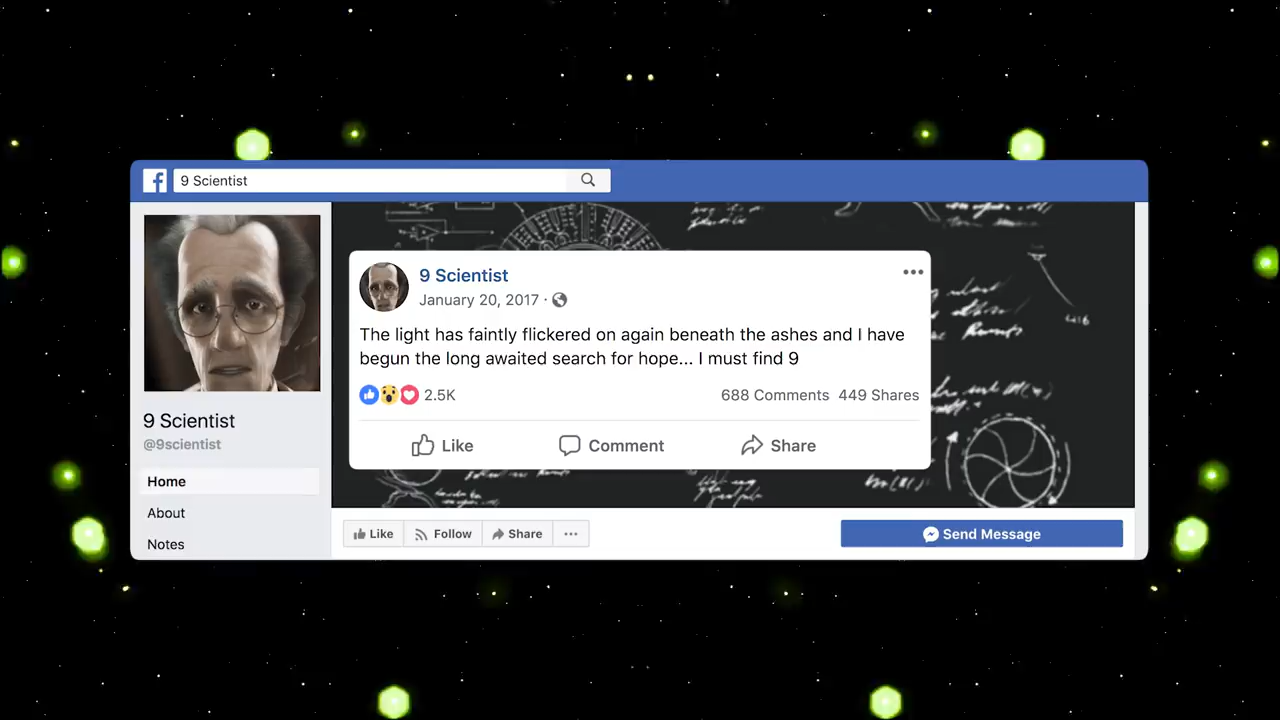 9 Scientist
9 Scientist
January 20, 2017 ·
The light has faintly flickered on again beneath the ashes and I have
begun the long awaited search for hope... I must find 9
2.5K
688 Comments 449 Shares
Like Comment Share
9 Scientist
@9scientist
Home
About
Notes
Like Follow Share ...
Send Message